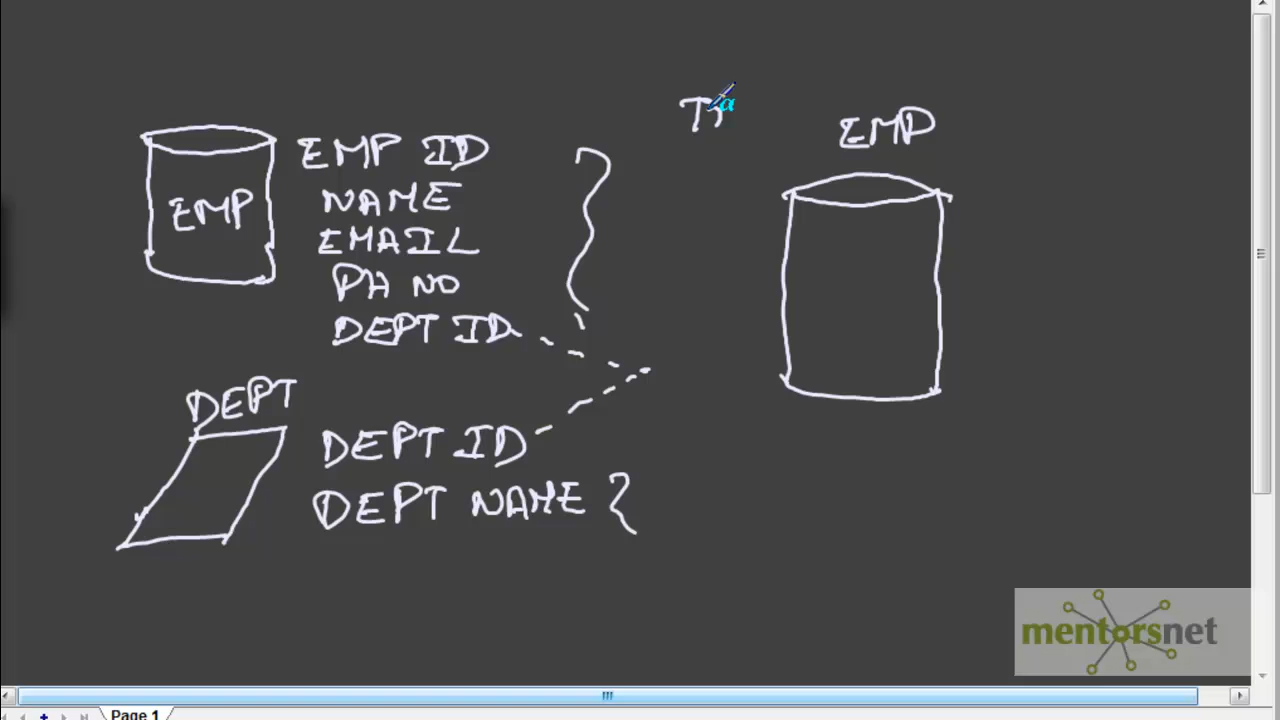 EMP
EMP ID
NAME
EMAIL
PH NO
DEPT ID
EMP
DEPT
DEPT ID
DEPT NAME
mentorsnet
Page 1